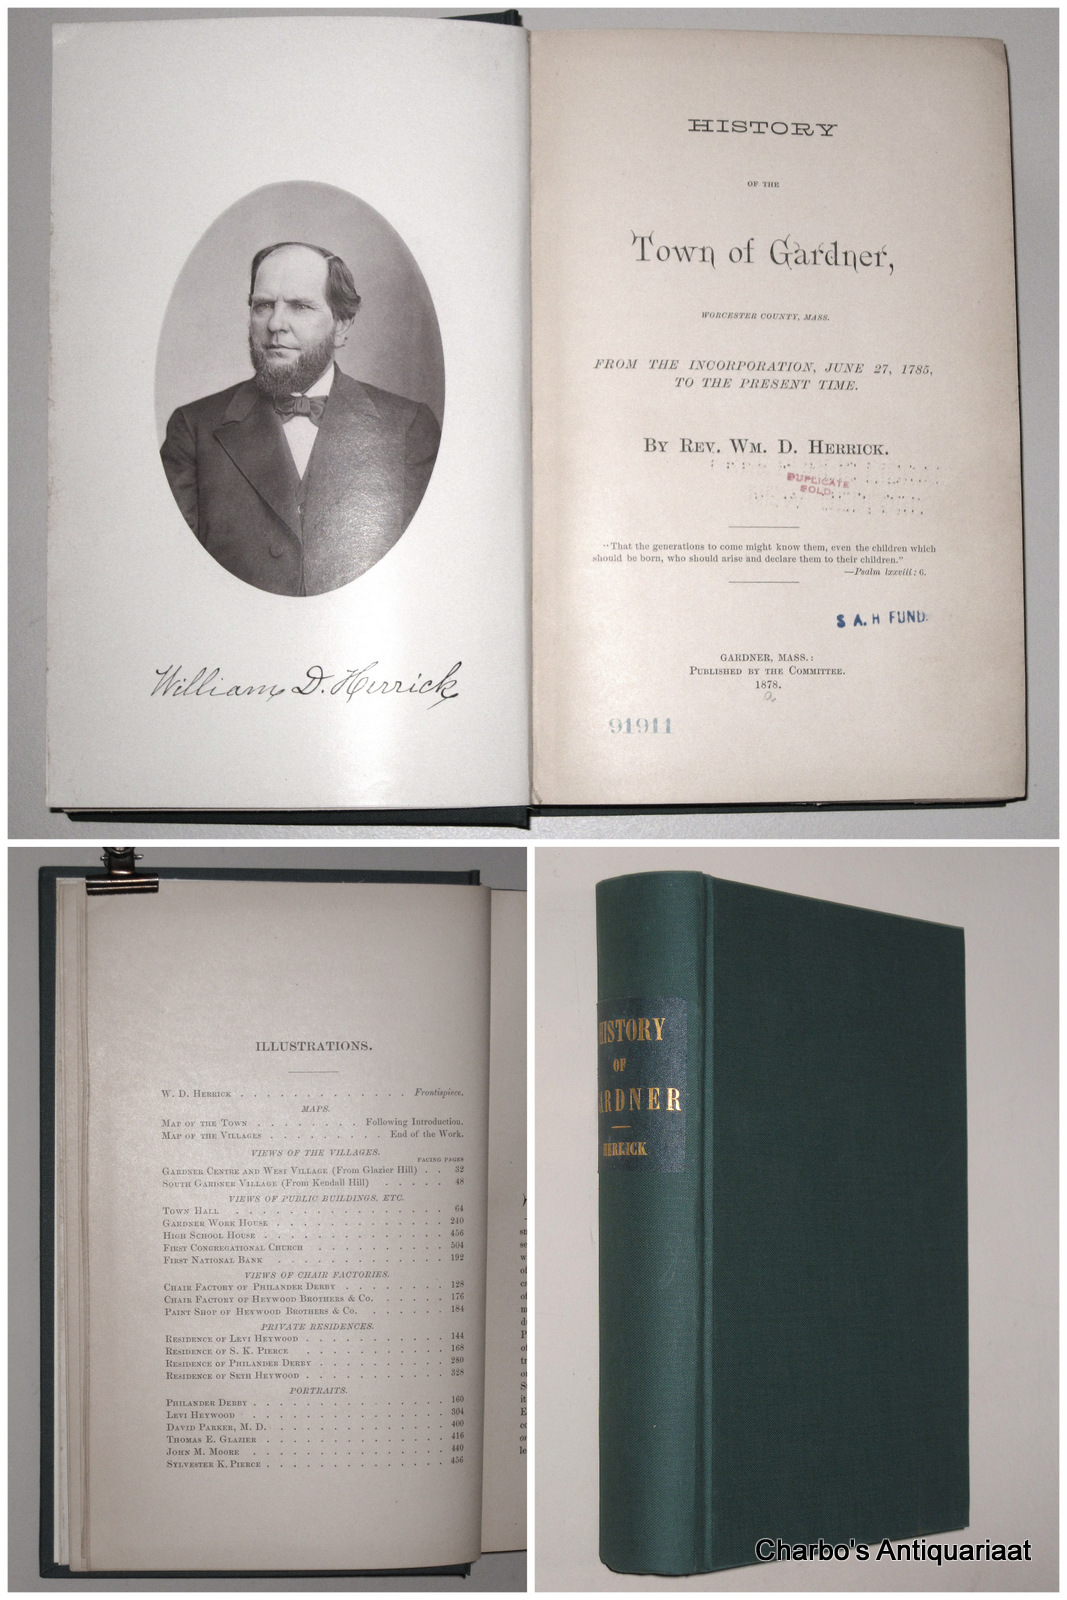 William D. Herrick
HISTORY
OF THE
Town of Gardner,
WORCESTER COUNTY, MASS.
FROM THE INCORPORATION, JUNE 27, 1785,
TO THE PRESENT TIME.
BY REV. WM. D. HERRICK.
DUPLICATE
SOLD.
"That the generations to come might know them, even the children which
should be born, who should arise and declare them to their children."
—Psalm lxxviii: 6.
S A. H FUND.
GARDNER, MASS.:
PUBLISHED BY THE COMMITTEE.
1878.
91911
ILLUSTRATIONS.
W. D. HERRICK . . . . . . . . . . . . . Frontispiece.
MAPS.
MAP OF THE TOWN . . . . . . . . Following Introduction.
MAP OF THE VILLAGES . . . . . . . . End of the Work.
VIEWS OF THE VILLAGES.
FACING PAGES
GARDNER CENTRE AND WEST VILLAGE (From Glazier Hill) . . 32
SOUTH GARDNER VILLAGE (From Kendall Hill) . . . . . 48
VIEWS OF PUBLIC BUILDINGS, ETC.
TOWN HALL . . . . . . . . . . . . . . . 64
GARDNER WORK HOUSE . . . . . . . . . . . . 240
HIGH SCHOOL HOUSE . . . . . . . . . . . . . 456
FIRST CONGREGATIONAL CHURCH . . . . . . . . . 504
FIRST NATIONAL BANK . . . . . . . . . . . . 192
VIEWS OF CHAIR FACTORIES.
CHAIR FACTORY OF PHILANDER DERBY . . . . . . . 128
CHAIR FACTORY OF HEYWOOD BROTHERS & CO. . . . . . 176
PAINT SHOP OF HEYWOOD BROTHERS & CO. . . . . . . 184
PRIVATE RESIDENCES.
RESIDENCE OF LEVI HEYWOOD . . . . . . . . . . 144
RESIDENCE OF S. K. PIERCE . . . . . . . . . . 168
RESIDENCE OF PHILANDER DERBY . . . . . . . . . 280
RESIDENCE OF SETH HEYWOOD . . . . . . . . . . 328
PORTRAITS.
PHILANDER DERBY . . . . . . . . . . . . . . 160
LEVI HEYWOOD . . . . . . . . . . . . . . 304
DAVID PARKER, M. D. . . . . . . . . . . . . 400
THOMAS E. GLAZIER . . . . . . . . . . . . . 416
JOHN M. MOORE . . . . . . . . . . . . . . 440
SYLVESTER K. PIERCE . . . . . . . . . . . . . 456
HISTORY
OF
GARDNER
HERRICK
Charbo's Antiquariaat